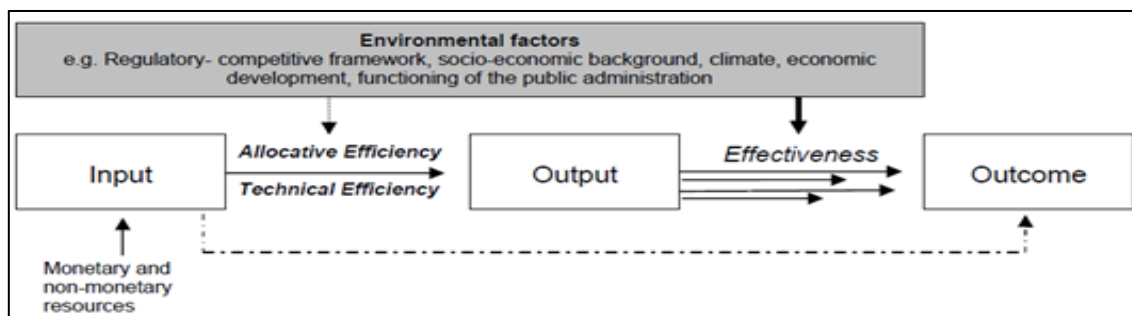 Environmental factors
e.g. Regulatory- competitive framework, socio-economic background, climate, economic
development, functioning of the public administration
Allocative Efficiency
Effectiveness
Input
Output
Outcome
Technical Efficiency
Monetary and
non-monetary
resources